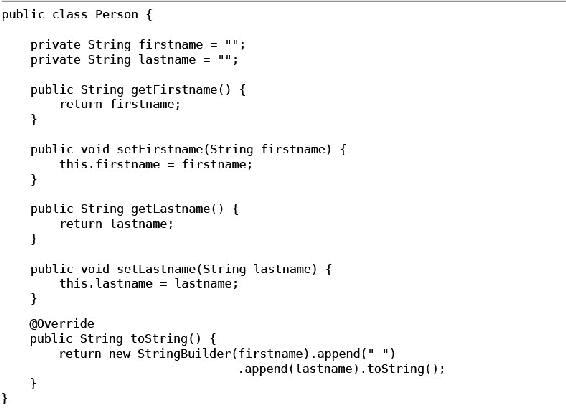 public class Person {
    private String firstname = "";
    private String lastname = "";
    public String getFirstname() {
        return firstname;
    }
    public void setFirstname(String firstname) {
        this.firstname = firstname;
    }
    public String getLastname() {
        return lastname;
    }
    public void setLastname(String lastname) {
        this.lastname = lastname;
    }
    @Override
    public String toString() {
        return new StringBuilder(firstname).append(" ")
                                 .append(lastname).toString();
    }
}